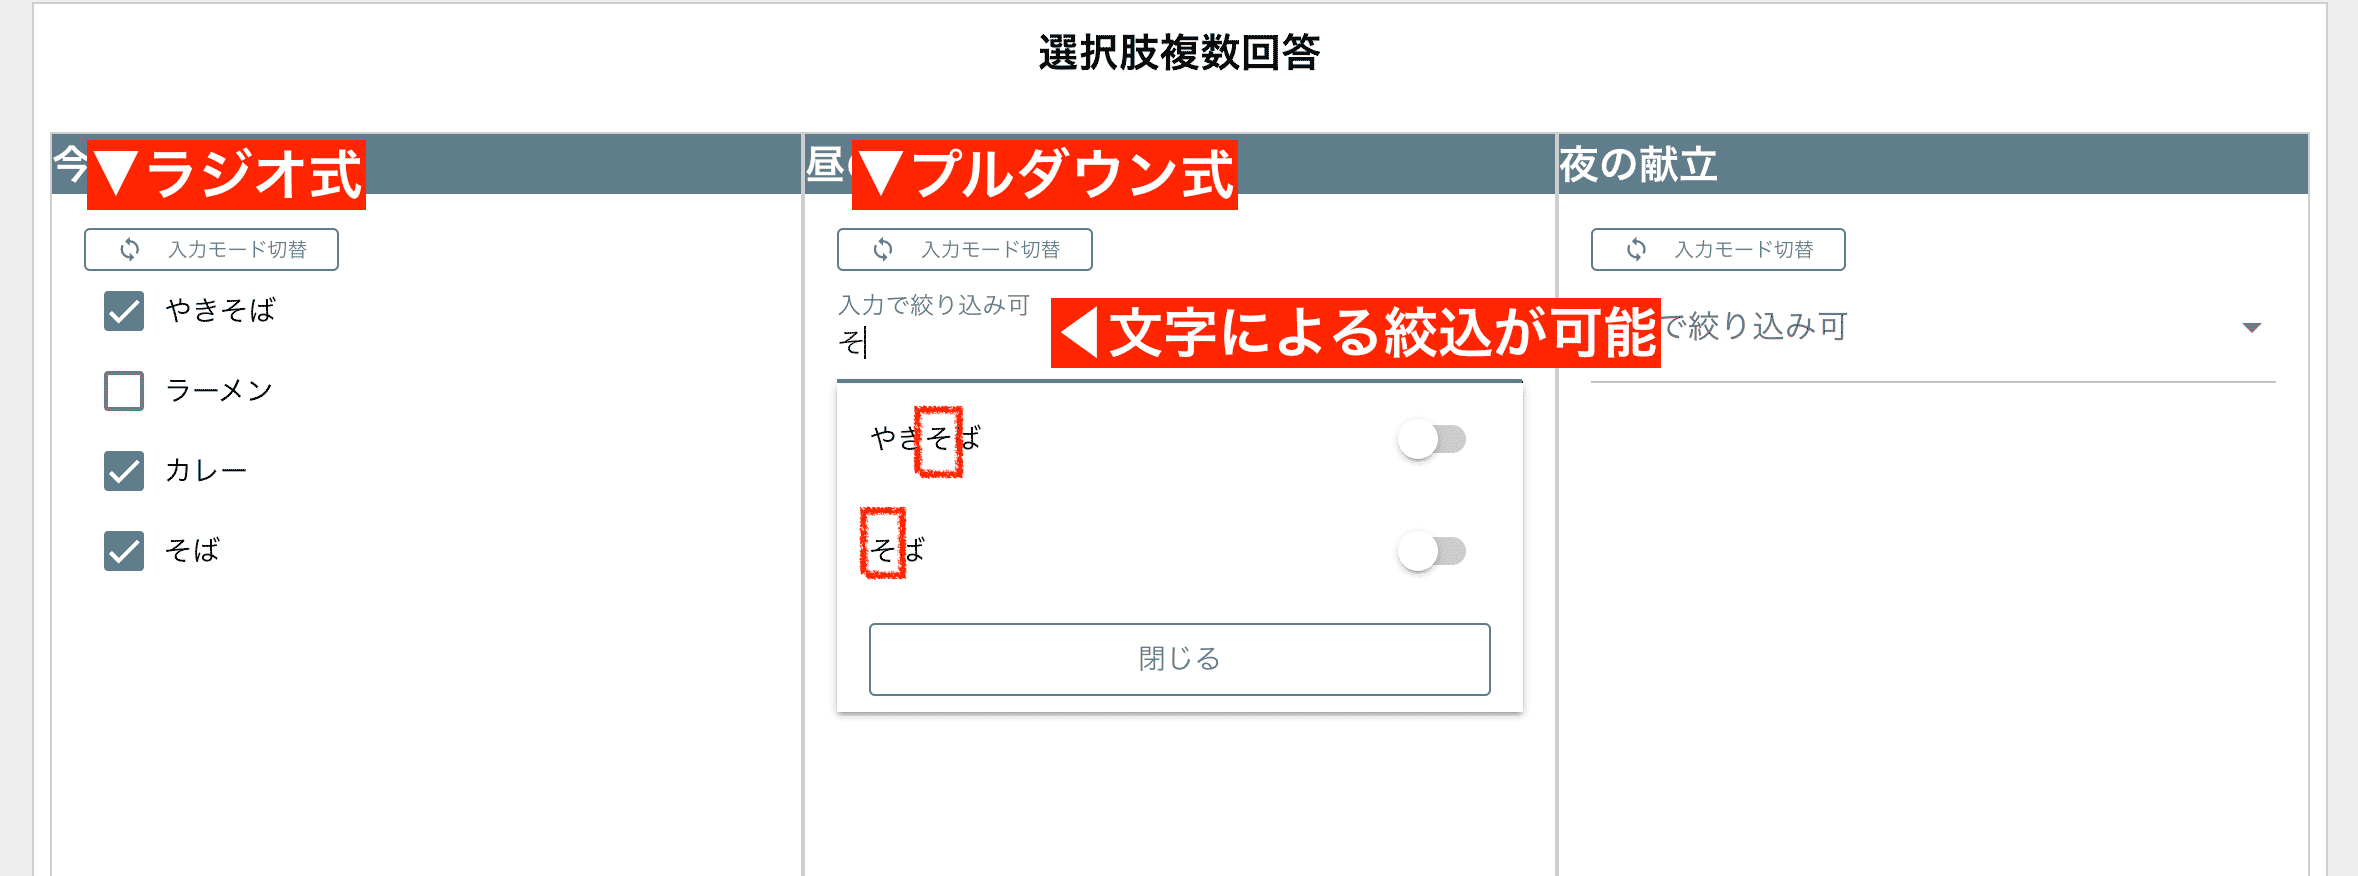 選択肢複数回答
今
▼ラジオ式
入力モード切替
やきそば
ラーメン
カレー
そば
昼
▼プルダウン式
入力モード切替
入力で絞り込み可
そ
◀文字による絞込が可能
やきそば
そば
閉じる
夜の献立
入力モード切替
で絞り込み可